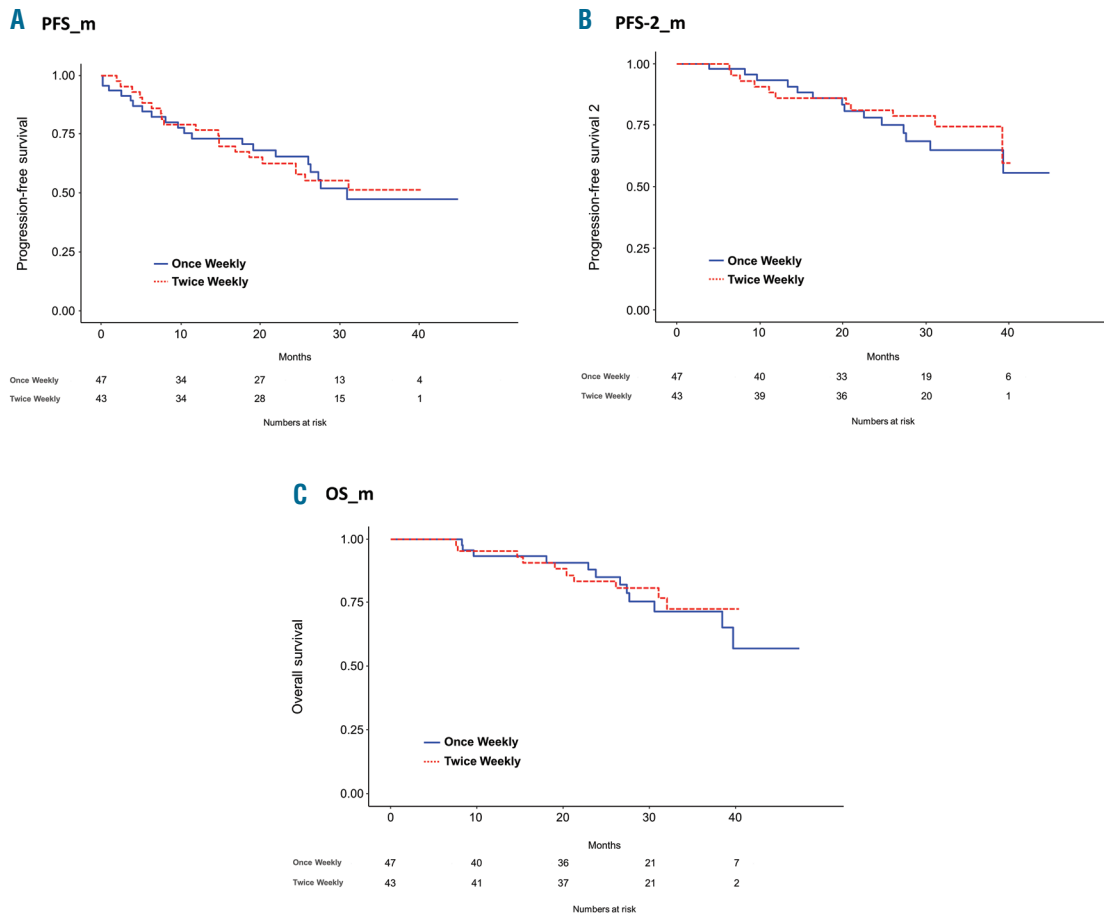 A PFS_m
Progression-free survival
1.00
0.75
0.50
0.25
0.00
Once Weekly
Twice Weekly
0 10 20 30 40
Months
Once Weekly 47 34 27 13 4
Twice Weekly 43 34 28 15 1
Numbers at risk
B PFS-2_m
Progression-free survival 2
1.00
0.75
0.50
0.25
0.00
Once Weekly
Twice Weekly
0 10 20 30 40
Months
Once Weekly 47 40 33 19 6
Twice Weekly 43 39 36 20 1
Numbers at risk
C OS_m
Overall survival
1.00
0.75
0.50
0.25
0.00
Once Weekly
Twice Weekly
0 10 20 30 40
Months
Once Weekly 47 40 36 21 7
Twice Weekly 43 41 37 21 2
Numbers at risk